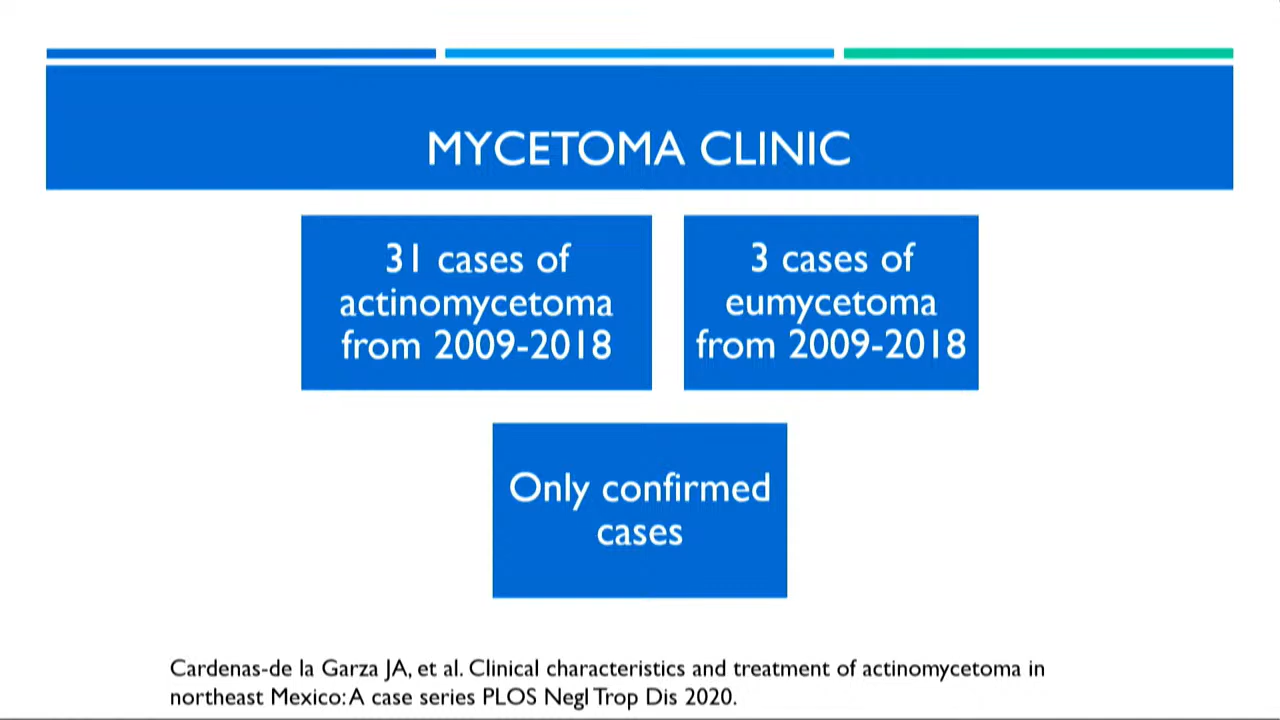 MYCETOMA CLINIC
31 cases of
actinomycetoma
from 2009-2018
3 cases of
eumycetoma
from 2009-2018
Only confirmed
cases
Cardenas-de la Garza JA, et al. Clinical characteristics and treatment of actinomycetoma in
northeast Mexico: A case series PLOS Negl Trop Dis 2020.